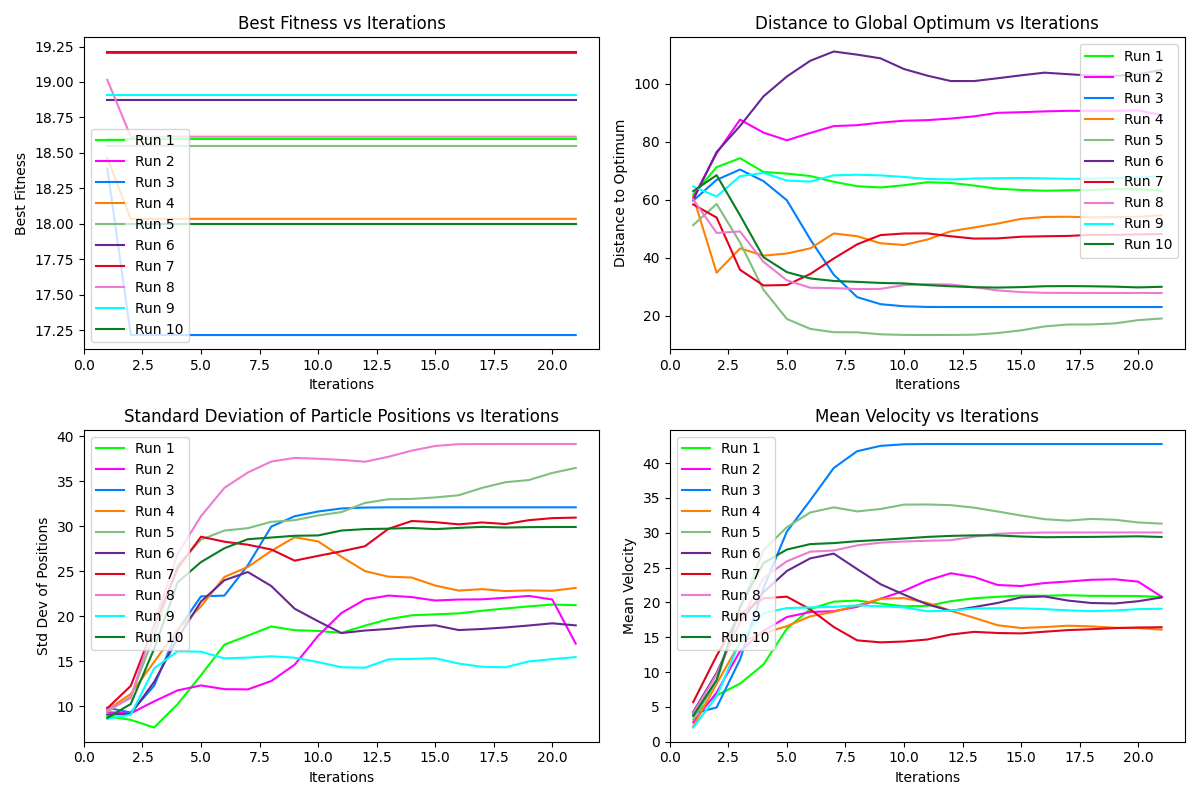 Best Fitness vs Iterations
Best Fitness
19.25
19.00
18.75
18.50
18.25
18.00
17.75
17.50
17.25
Run 1
Run 2
Run 3
Run 4
Run 5
Run 6
Run 7
Run 8
Run 9
Run 10
0.0 2.5 5.0 7.5 10.0 12.5 15.0 17.5 20.0
Iterations
Distance to Global Optimum vs Iterations
Distance to Optimum
100
80
60
40
20
Run 1
Run 2
Run 3
Run 4
Run 5
Run 6
Run 7
Run 8
Run 9
Run 10
0.0 2.5 5.0 7.5 10.0 12.5 15.0 17.5 20.0
Iterations
Standard Deviation of Particle Positions vs Iterations
Std Dev of Positions
40
35
30
25
20
15
10
Run 1
Run 2
Run 3
Run 4
Run 5
Run 6
Run 7
Run 8
Run 9
Run 10
0.0 2.5 5.0 7.5 10.0 12.5 15.0 17.5 20.0
Iterations
Mean Velocity vs Iterations
Mean Velocity
40
35
30
25
20
15
10
5
0
Run 1
Run 2
Run 3
Run 4
Run 5
Run 6
Run 7
Run 8
Run 9
Run 10
0.0 2.5 5.0 7.5 10.0 12.5 15.0 17.5 20.0
Iterations